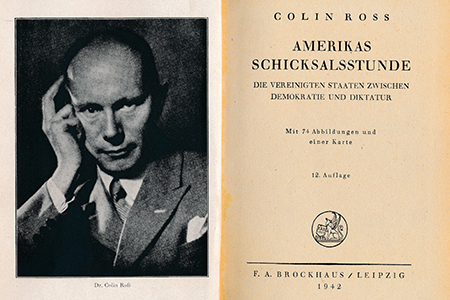 Dr. Colin Roß
COLIN ROSS
AMERIKAS
SCHICKSALSSTUNDE
DIE VEREINIGTEN STAATEN ZWISCHEN
DEMOKRATIE UND DIKTATUR
Mit 74 Abbildungen und
einer Karte
12. Auflage
F. A. BROCKHAUS / LEIPZIG
1942